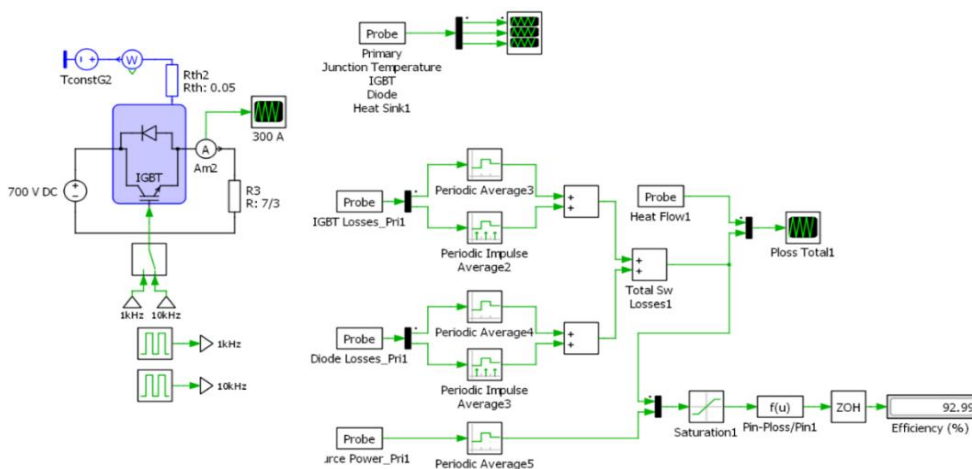 Probe
Primary
Junction Temperature
IGBT
Diode
Heat Sink1
W
TconstG2
Rth2
Rth: 0.05
300 A
A
Am2
IGBT
700 V DC
R3
R: 7/3
1kHz
10kHz
1kHz
10kHz
Probe
IGBT Losses_Pri1
Periodic Average3
Periodic Impulse
Average2
Probe
Heat Flow1
Ploss Total1
Total Sw
Losses1
Probe
Diode Losses_Pri1
Periodic Average4
Periodic Impulse
Average3
Probe
urce Power_Pri1
Periodic Average5
Saturation1
f(u)
Pin-Ploss/Pin1
ZOH
92.99
Efficiency (%)